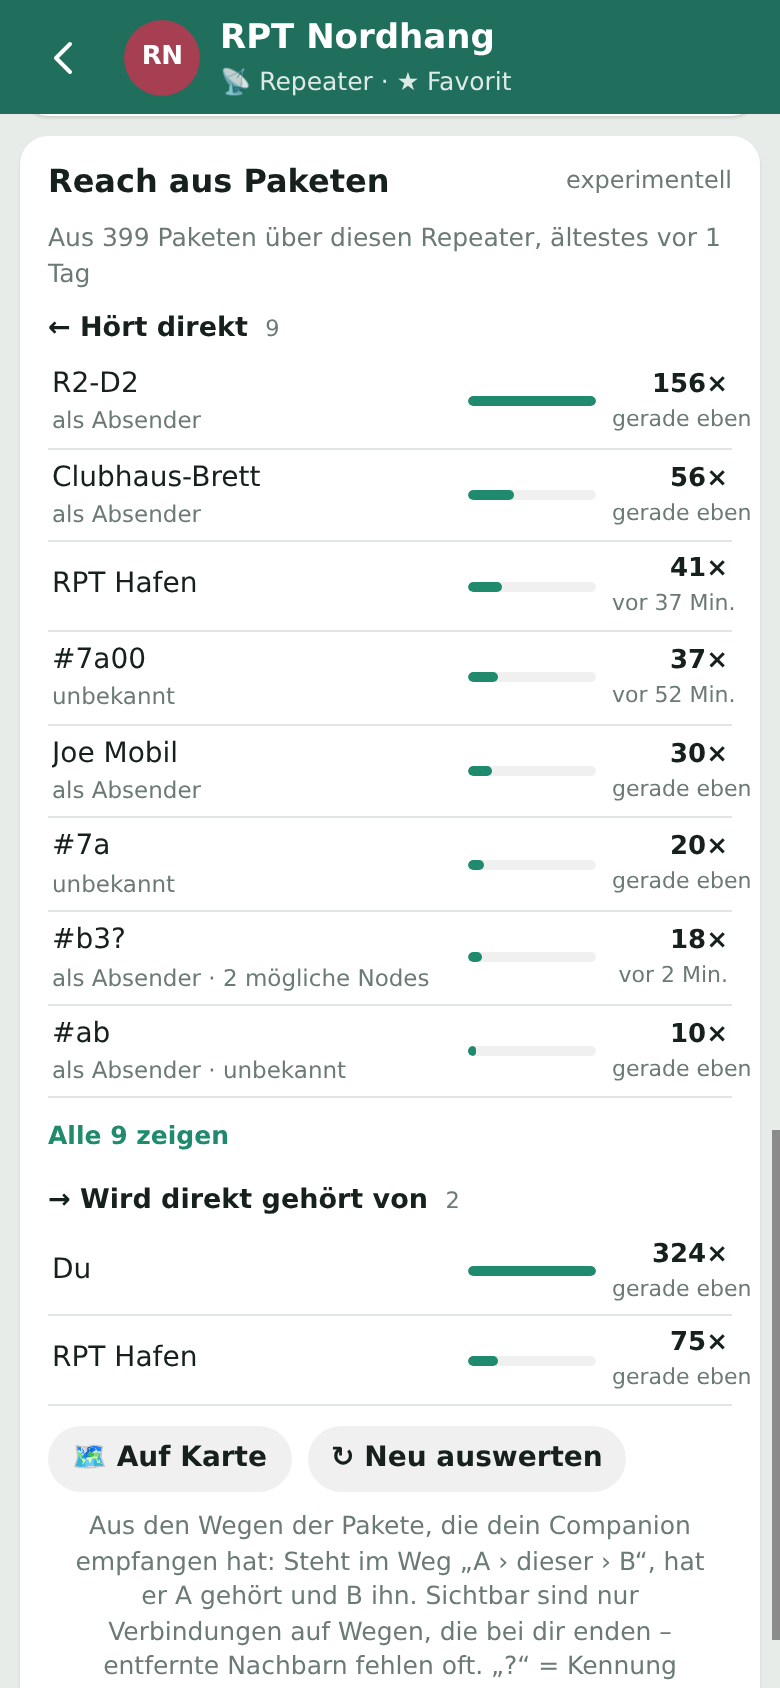 RN
RPT Nordhang
📡 Repeater · ★ Favorit
Reach aus Paketen
experimentell
Aus 399 Paketen über diesen Repeater, ältestes vor 1
Tag
← Hört direkt 9
R2-D2
156×
als Absender
gerade eben
Clubhaus-Brett
56×
als Absender
gerade eben
RPT Hafen
41×
vor 37 Min.
#7a00
37×
unbekannt
vor 52 Min.
Joe Mobil
30×
als Absender
gerade eben
#7a
20×
unbekannt
gerade eben
#b3?
18×
als Absender · 2 mögliche Nodes
vor 2 Min.
#ab
10×
als Absender · unbekannt
gerade eben
Alle 9 zeigen
→ Wird direkt gehört von 2
Du
324×
gerade eben
RPT Hafen
75×
gerade eben
🗺️ Auf Karte
↻ Neu auswerten
Aus den Wegen der Pakete, die dein Companion
empfangen hat: Steht im Weg „A › dieser › B“, hat
er A gehört und B ihn. Sichtbar sind nur
Verbindungen auf Wegen, die bei dir enden –
entfernte Nachbarn fehlen oft. „?“ = Kennung